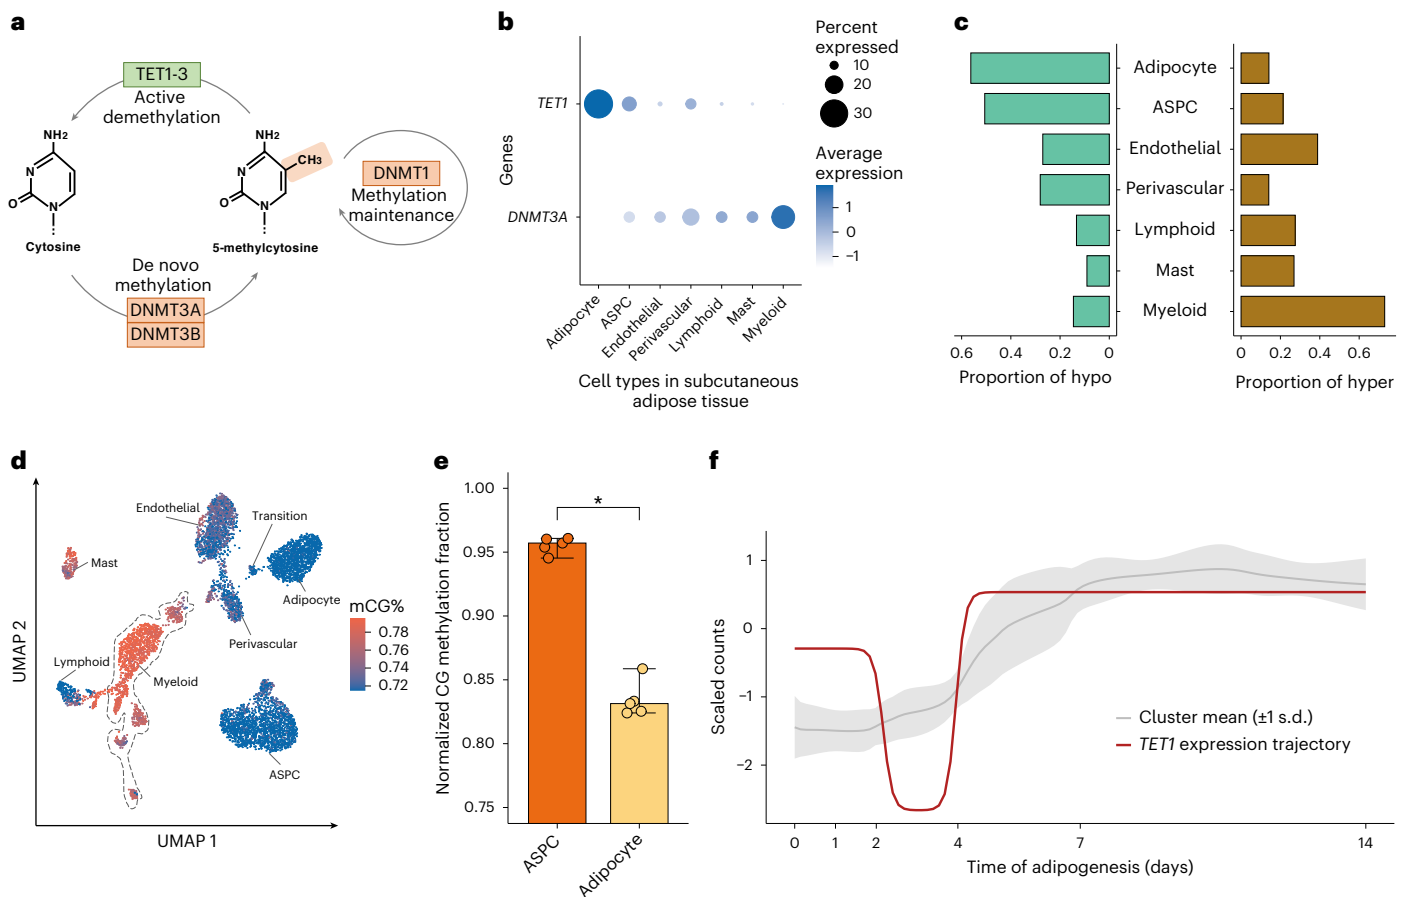 a
TET1-3
Active
demethylation
NH2
N
O
N
Cytosine
NH2
CH3
N
O
N
5-methylcytosine
DNMT1
Methylation
maintenance
De novo
methylation
DNMT3A
DNMT3B
b
Genes
TET1
DNMT3A
Adipocyte
ASPC
Endothelial
Perivascular
Lymphoid
Mast
Myeloid
Cell types in subcutaneous
adipose tissue
Percent
expressed
10
20
30
Average
expression
1
0
−1
c
Adipocyte
ASPC
Endothelial
Perivascular
Lymphoid
Mast
Myeloid
0.6 0.4 0.2 0
Proportion of hypo
0 0.2 0.4 0.6
Proportion of hyper
d
UMAP 2
UMAP 1
Endothelial
Transition
Mast
Adipocyte
Perivascular
Lymphoid
Myeloid
ASPC
mCG%
0.78
0.76
0.74
0.72
e
Normalized CG methylation fraction
1.00
0.95
0.90
0.85
0.80
0.75
*
ASPC
Adipocyte
f
Scaled counts
1
0
−1
−2
Cluster mean (±1 s.d.)
TET1 expression trajectory
0 1 2 4 7 14
Time of adipogenesis (days)